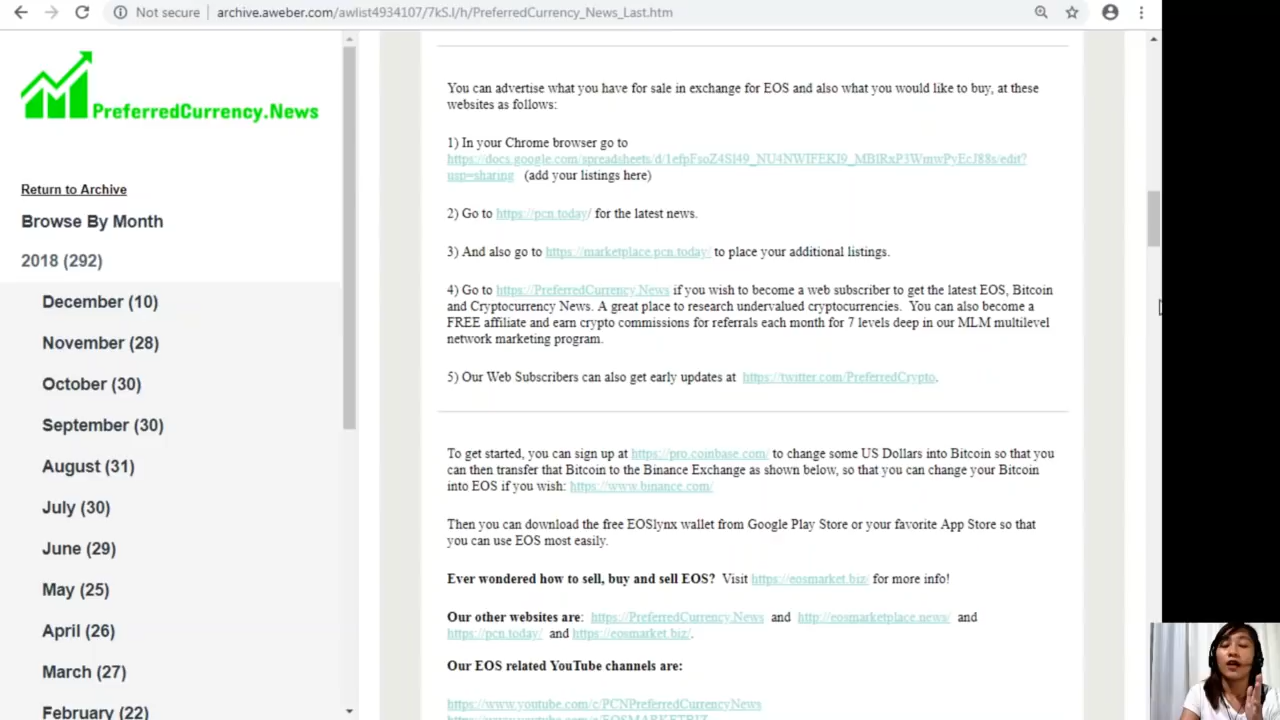 Not secure
archive.aweber.com/awlist4934107/7kS.l/h/PreferredCurrency_News_Last.htm
PreferredCurrency.News
Return to Archive
Browse By Month
2018 (292)
December (10)
November (28)
October (30)
September (30)
August (31)
July (30)
June (29)
May (25)
April (26)
March (27)
February (22)
You can advertise what you have for sale in exchange for EOS and also what you would like to buy, at these
websites as follows:
1) In your Chrome browser go to
(add your listings here)
2) Go to https://pcn.today/ for the latest news.
3) And also go to https://marketplace.pcn.today/ to place your additional listings.
4) Go to https://PreferredCurrency.News if you wish to become a web subscriber to get the latest EOS, Bitcoin
and Cryptocurrency News. A great place to research undervalued cryptocurrencies. You can also become a
FREE affiliate and earn crypto commissions for referrals each month for 7 levels deep in our MLM multilevel
network marketing program.
5) Our Web Subscribers can also get early updates at https://twitter.com/PreferredCrypto.
To get started, you can sign up at https://pro.coinbase.com/ to change some US Dollars into Bitcoin so that you
can then transfer that Bitcoin to the Binance Exchange as shown below, so that you can change your Bitcoin
into EOS if you wish: https://www.binance.com/
Then you can download the free EOSlynx wallet from Google Play Store or your favorite App Store so that
you can use EOS most easily.
Ever wondered how to sell, buy and sell EOS? Visit https://eosmarket.biz/ for more info!
Our other websites are: https://PreferredCurrency.News and http://eosmarketplace.news/ and
https://pcn.today/ and https://eosmarket.biz/.
Our EOS related YouTube channels are:
https://www.youtube.com/c/PCNPreferredCurrencyNews